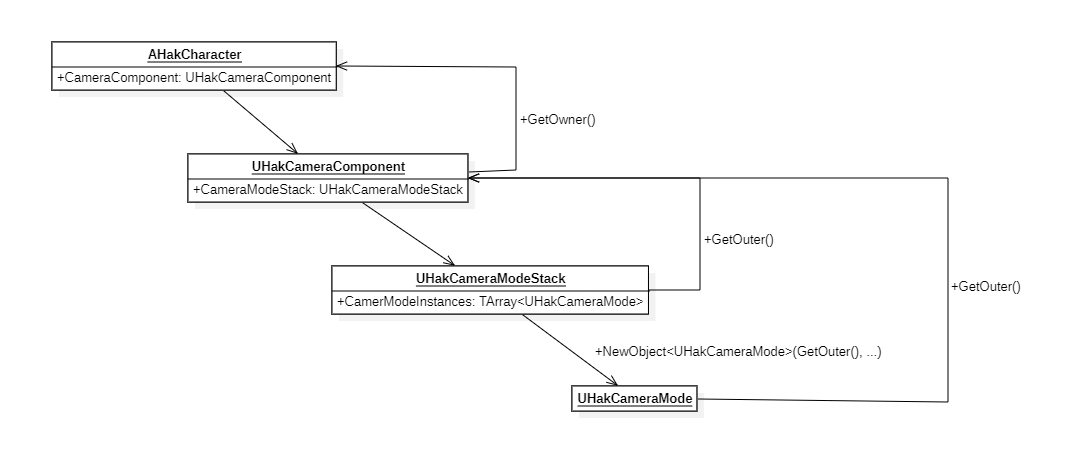 AHakCharacter
+CameraComponent: UHakCameraComponent
+GetOwner()
UHakCameraComponent
+CameraModeStack: UHakCameraModeStack
+GetOuter()
UHakCameraModeStack
+CamerModeInstances: TArray<UHakCameraMode>
+GetOuter()
+NewObject<UHakCameraMode>(GetOuter(), ...)
UHakCameraMode